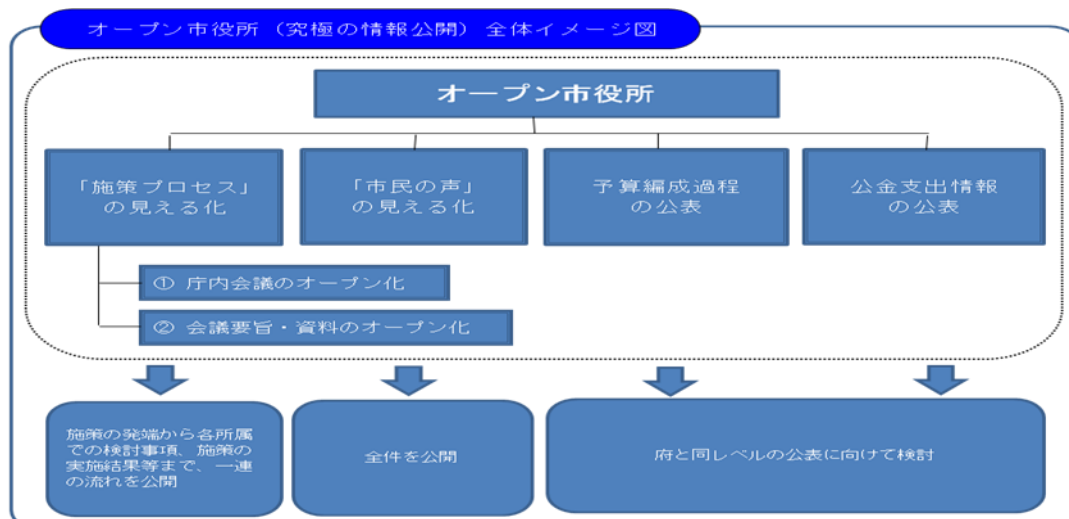 オープン市役所（究極の情報公開）全体イメージ図
オープン市役所
「施策プロセス」
の見える化
「市民の声」
の見える化
予算編成過程
の公表
公金支出情報
の公表
① 庁内会議のオープン化
② 会議要旨・資料のオープン化
施策の発端から各所属
での検討事項、施策の
実施結果等まで、一連
の流れを公開
全件を公開
府と同レベルの公表に向けて検討